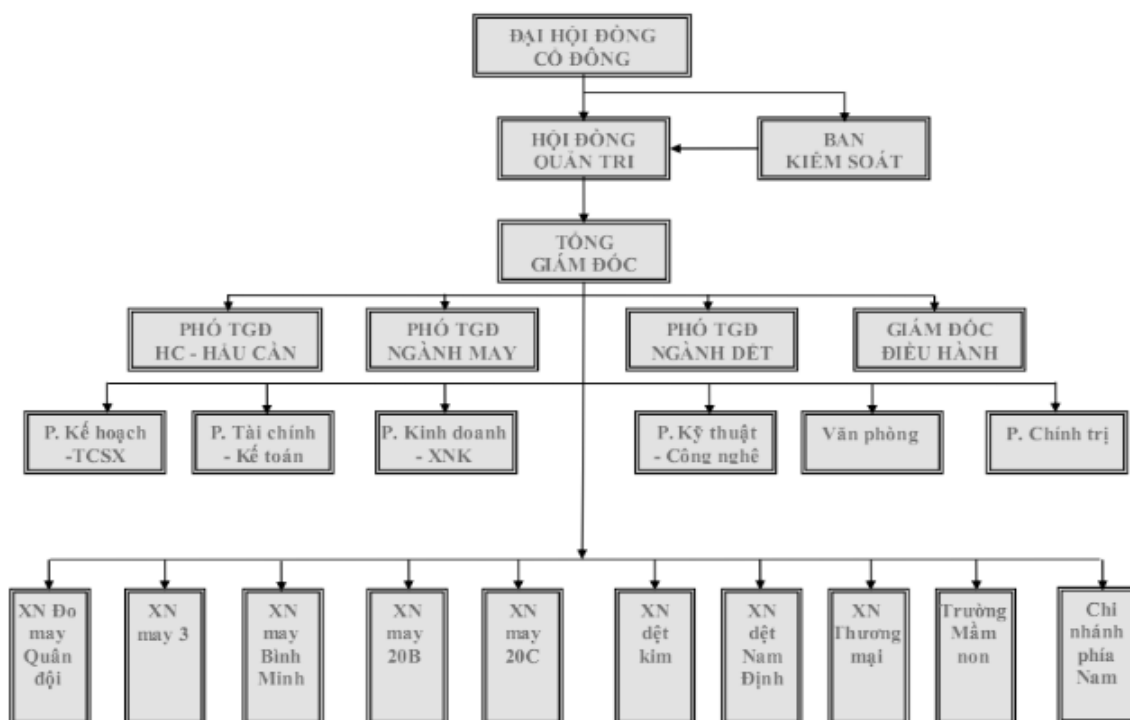 ĐẠI HỘI ĐỒNG
CỔ ĐÔNG
HỘI ĐỒNG
QUẢN TRI
BAN
KIỂM SOÁT
TỔNG
GIÁM ĐỐC
PHÓ TGĐ
HC - HẬU CẦN
PHÓ TGĐ
NGÀNH MAY
PHÓ TGĐ
NGÀNH DỆT
GIÁM ĐỐC
ĐIỀU HÀNH
P. Kế hoạch
-TCSX
P. Tài chính
- Kế toán
P. Kinh doanh
- XNK
P. Kỹ thuật
- Công nghệ
Văn phòng
P. Chính trị
XN Đo
may
Quân
đội
XN
may 3
XN
may
Bình
Minh
XN
may
20B
XN
may
20C
XN
dệt
kim
XN
dệt
Nam
Định
XN
Thương
mại
Trường
Mầm
non
Chi
nhánh
phía
Nam